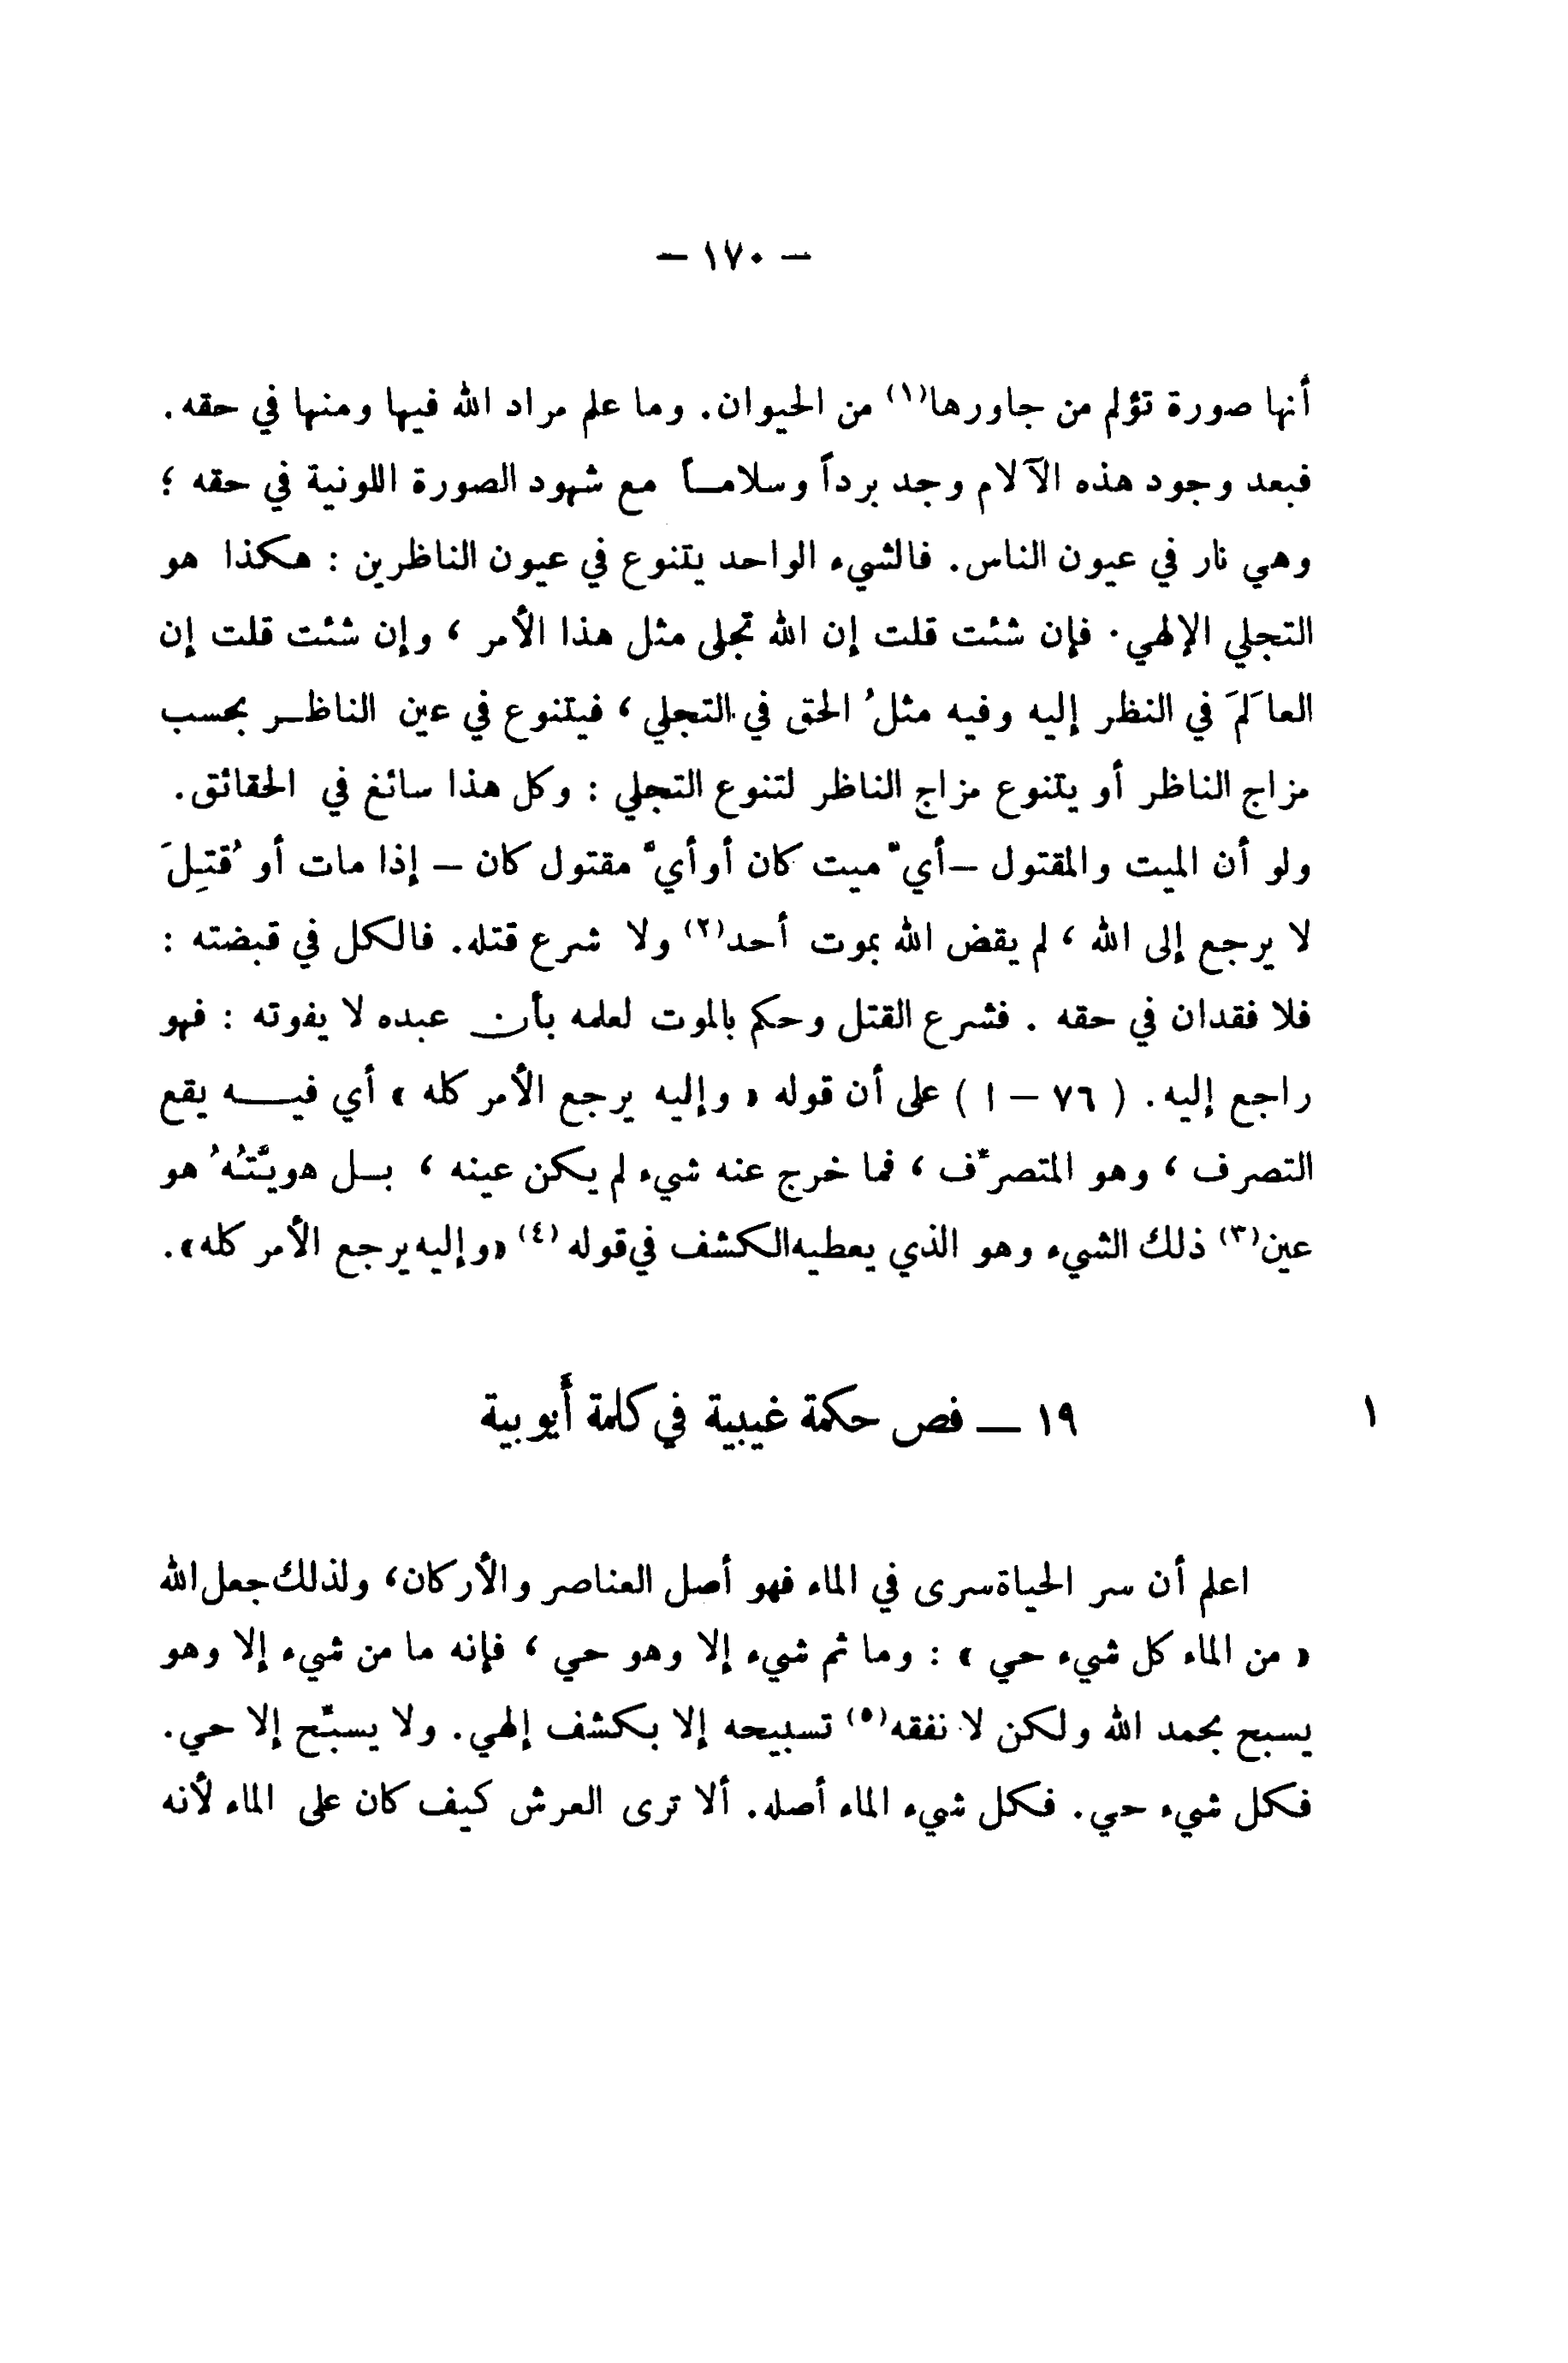 — ١٧٠ —
أنها صورة تؤلم من جاورها(١) من الحيوان. وما علم مراد الله فيها ومنها في حقه.
فبعد وجود هذه الآلام وجد برداً وسلاماً مع شهود الصورة اللونية في حقه ؛
وهي نار في عيون الناس. فالشيء الواحد يتنوع في عيون الناظرين : هكذا هو
التجلي الإلهي. فإن شئت قلت إن الله تجلى مثل هذا الأمر ، وإن شئت قلت إن
العالَمَ في النظر إليه وفيه مثلُ الحق في التجلي ، فيتنوع في عين الناظر بحسب
مزاج الناظر أو يتنوع مزاج الناظر لتنوع التجلي : وكل هذا سائغ في الحقائق.
ولو أن الميت والمقتول —أيَّ ميت كان أو أيَّ مقتول كان — إذا مات أو قُتِلَ
لا يرجع إلى الله ، لم يقض الله بموت أحد(٢) ولا شرع قتله. فالكل في قبضته :
فلا فقدان في حقه . فشرع القتل وحكم بالموت لعلمه بأن عبده لا يفوته : فهو
راجع إليه. ( ٧٦ — ا ) على أن قوله « وإليه يرجع الأمر كله » أي فيه يقع
التصرف ، وهو المتصرِّف ، فما خرج عنه شيء لم يكن عينه ، بل هويَّتُهُ هو
عين(٣) ذلك الشيء وهو الذي يعطيه الكشف في قوله (٤) «وإليه يرجع الأمر كله».
١
١٩ — فص حكمة غيبية في كلمة أيوبية
اعلم أن سر الحياة سرى في الماء فهو أصل العناصر والأركان، ولذلك جعل الله
« من الماء كل شيء حي » : وما ثم شيء إلا وهو حي ، فإنه ما من شيء إلا وهو
يسبح بحمد الله ولكن لا نفقه(٥) تسبيحه إلا بكشف إلهي. ولا يسبِّح إلا حي.
فكل شيء حي. فكل شيء الماء أصله. ألا ترى العرش كيف كان على الماء لأنه